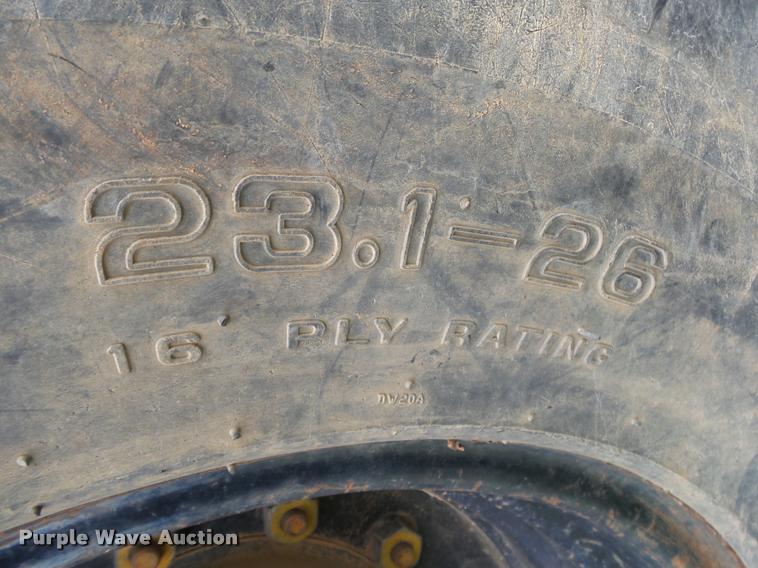 23.1-26
16 PLY RATING
DW20A
Purple Wave Auction®